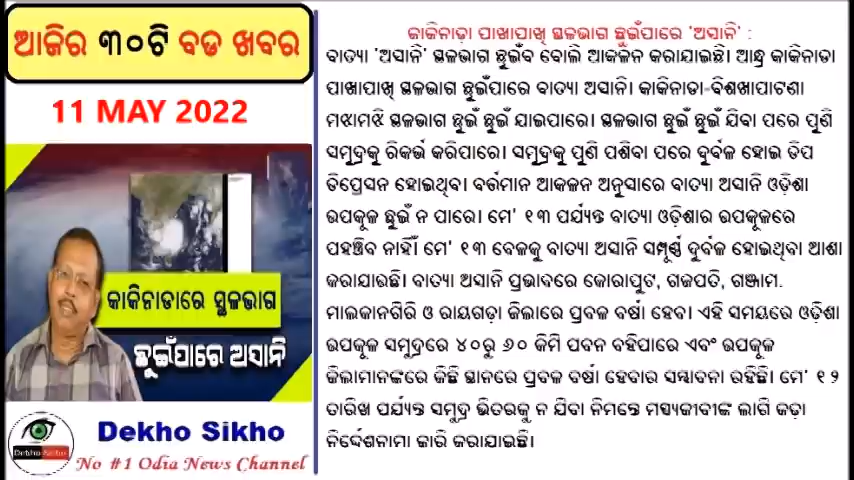 ଆଜିର ୩୦ଟି ବଡ ଖବର
11 MAY 2022
କାକିନାଡାରେ ସ୍ଥଳଭାଗ
ଛୁଇଁପାରେ ଅସାନି
Dekho Sikho
No #1 Odia News Channel
କାକିନାଡ଼ା ପାଖାପାଖି ସ୍ଥଳଭାଗ ଛୁଇଁପାରେ 'ଅସାନି' :
ବାତ୍ୟା 'ଅସାନି' ସ୍ଥଳଭାଗ ଛୁଇଁବ ବୋଲି ଆକଳନ କରାଯାଇଛି। ଆନ୍ଧ୍ର କାକିନାଡା
ପାଖାପାଖି ସ୍ଥଳଭାଗ ଛୁଇଁପାରେ ବାତ୍ୟା ଅସାନି। କାକିନାଡା-ବିଶାଖାପାଟଣା
ମଝାମଝି ସ୍ଥଳଭାଗ ଛୁଇଁ ଛୁଇଁ ଯାଇପାରେ। ସ୍ଥଳଭାଗ ଛୁଇଁ ଛୁଇଁ ଯିବା ପରେ ପୁଣି
ସମୁଦ୍ରକୁ ରିକର୍ଭ କରିପାରେ। ସମୁଦ୍ରକୁ ପୁଣି ପଶିବା ପରେ ଦୁର୍ବଳ ହୋଇ ଡିପ
ଡିପ୍ରେସନ ହୋଇଥିବ। ବର୍ତ୍ତମାନ ଆକଳନ ଅନୁସାରେ ବାତ୍ୟା ଅସାନି ଓଡ଼ିଶା
ଉପକୂଳ ଛୁଇଁ ନ ପାରେ। ମେ' ୧୩ ପର୍ଯ୍ୟନ୍ତ ବାତ୍ୟା ଓଡ଼ିଶାର ଉପକୂଳରେ
ପହଞ୍ଚିବ ନାହିଁ। ମେ' ୧୩ ବେଳକୁ ବାତ୍ୟା ଅସାନି ସମ୍ପୂର୍ଣ୍ଣ ଦୁର୍ବଳ ହୋଇଥିବା ଆଶା
କରାଯାଉଛି। ବାତ୍ୟା ଅସାନି ପ୍ରଭାବରେ କୋରାପୁଟ, ଗଜପତି, ଗଞ୍ଜାମ.
ମାଲକାନଗିରି ଓ ରାୟଗଡ଼ା ଜିଲାରେ ପ୍ରବଳ ବର୍ଷା ହେବ। ଏହି ସମୟରେ ଓଡ଼ିଶା
ଉପକୂଳ ସମୁଦ୍ରରେ ୪୦ରୁ ୬୦ କିମି ପବନ ବହିପାରେ ଏବଂ ଉପକୂଳ
ଜିଲାମାନଙ୍କରେ କିଛି ସ୍ଥାନରେ ପ୍ରବଳ ବର୍ଷା ହେବାର ସମ୍ଭାବନା ରହିଛି। ମେ' ୧୨
ତାରିଖ ପର୍ଯ୍ୟନ୍ତ ସମୁଦ୍ର ଭିତରକୁ ନ ଯିବା ନିମନ୍ତେ ମତ୍ସ୍ୟଜୀବୀଙ୍କ ଲାଗି କଡ଼ା
ନିର୍ଦ୍ଦେଶନାମା ଜାରି କରାଯାଇଛି।